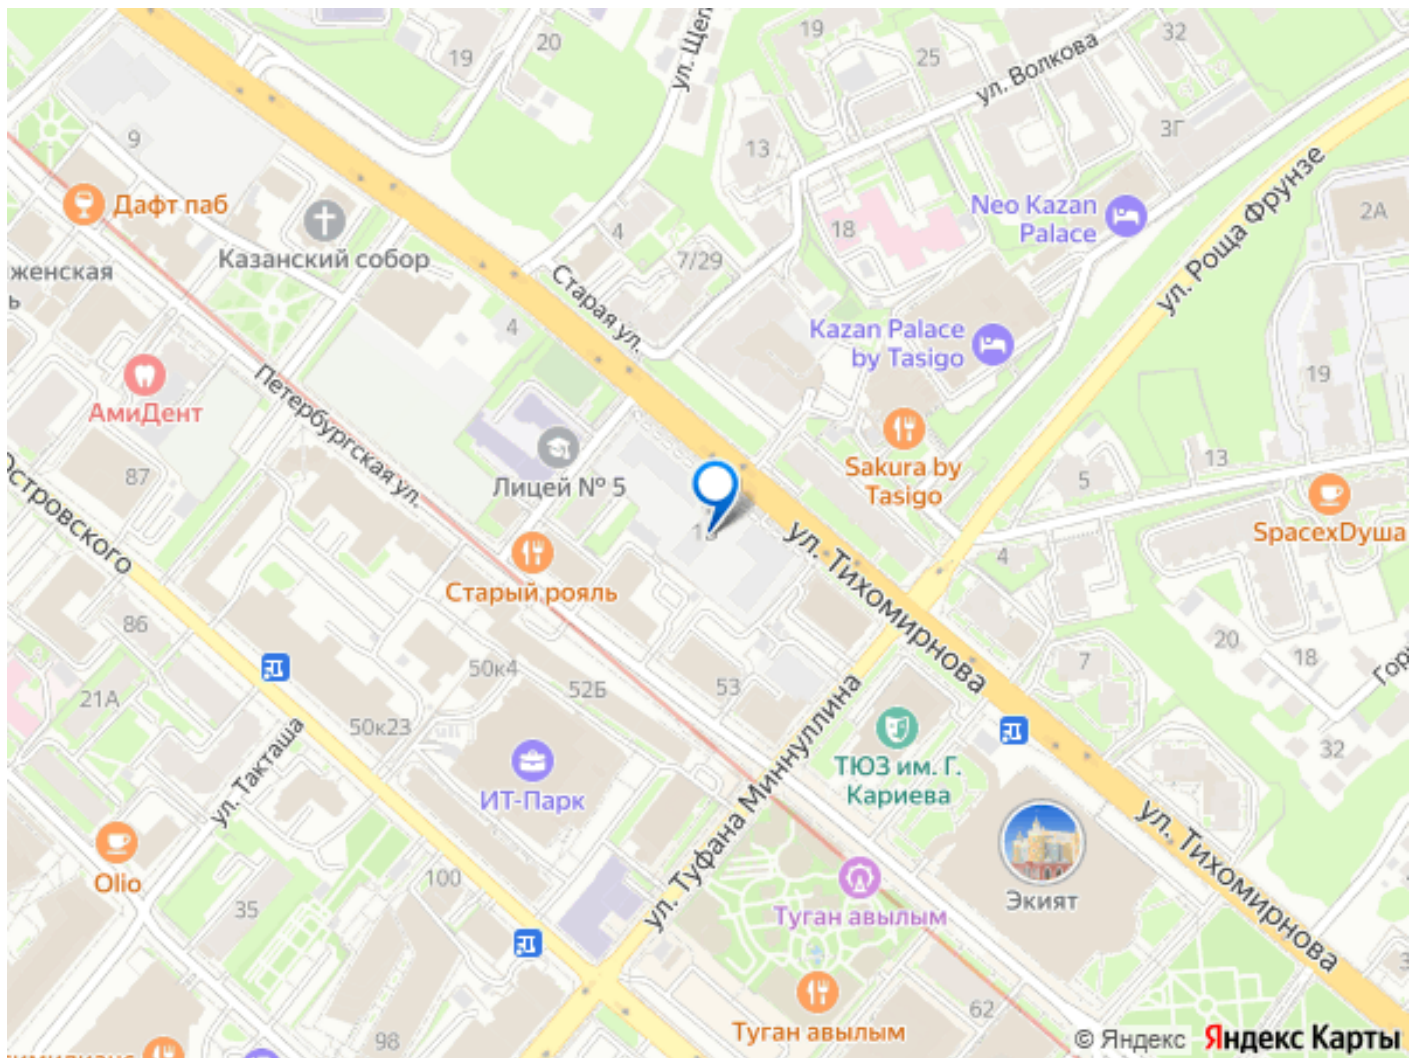 19
20
ул. Щеп
19
25
32
ул. Волкова
9
13
3Г
ул. Роща Фрунзе
Дафт паб
Казанский собор
4
18
Neo Kazan
Palace
2А
женская
ь
7/29
Старая ул.
4
Kazan Palace
by Tasigo
АмиДент
Петербургская ул.
19
87
Лицей № 5
Sakura by
Tasigo
5
13
SpacexDушa
Островского
Старый рояль
ул. Тихомирнова
4
86
21А
50к4
52Б
53
50к23
7
20
18
Горь
32
ул. Такташа
ИТ-Парк
ул. Туфана Миннуллина
ТЮЗ им. Г.
Кариева
ул. Тихомирнова
Olio
100
35
Туган авылым
Экият
62
Туган авылым
98
3
© Яндекс Яндекс Карты